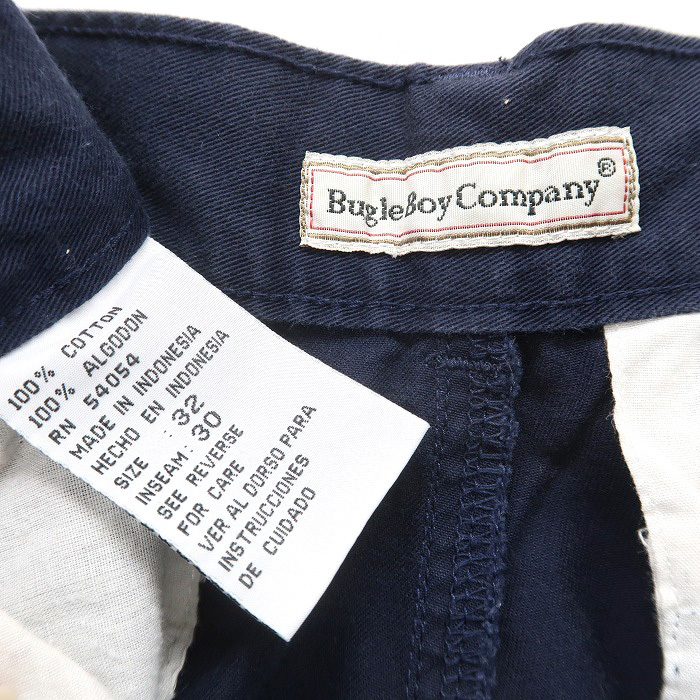 BugleBoy Company®
100% COTTON
100% ALGODON
RN 54054
MADE IN INDONESIA
HECHO EN INDONESIA
SIZE : 32
INSEAM: 30
SEE REVERSE
FOR CARE
VER AL DORSO PARA
INSTRUCCIONES
DE CUIDADO